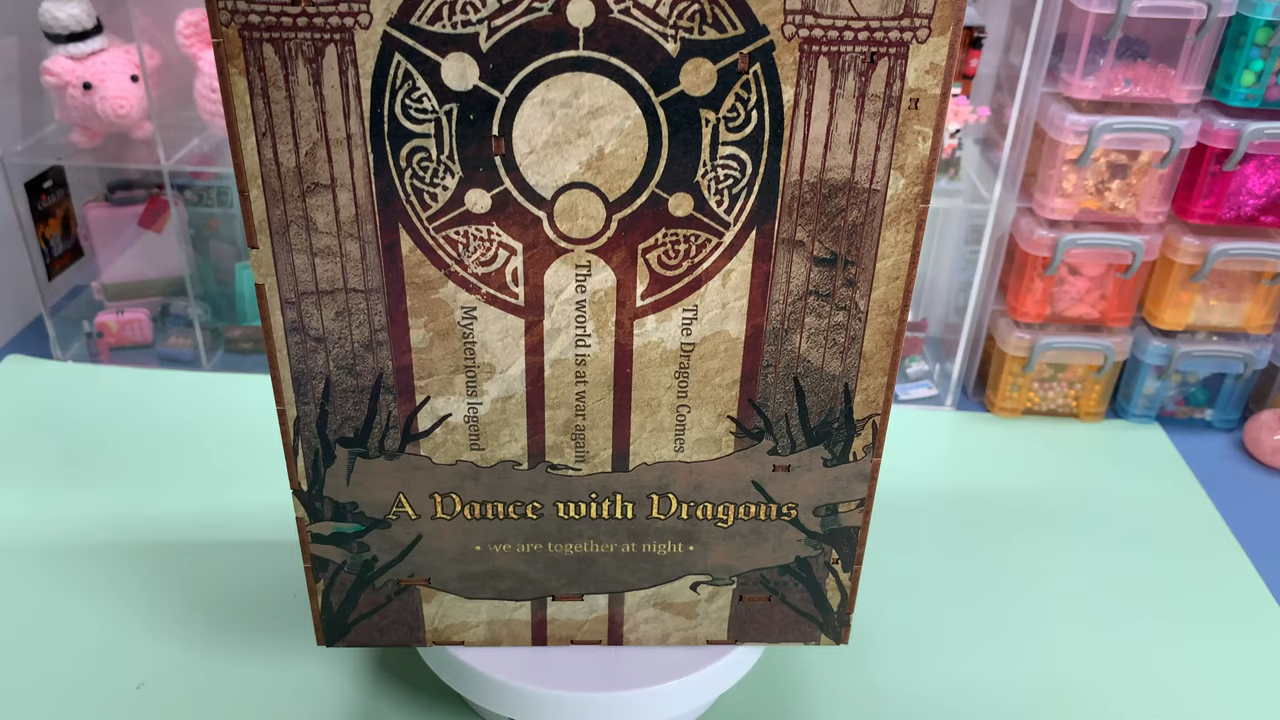 Mysterious legend
The world is at war again
The Dragon Comes
A Dance with Dragons
• we are together at night •